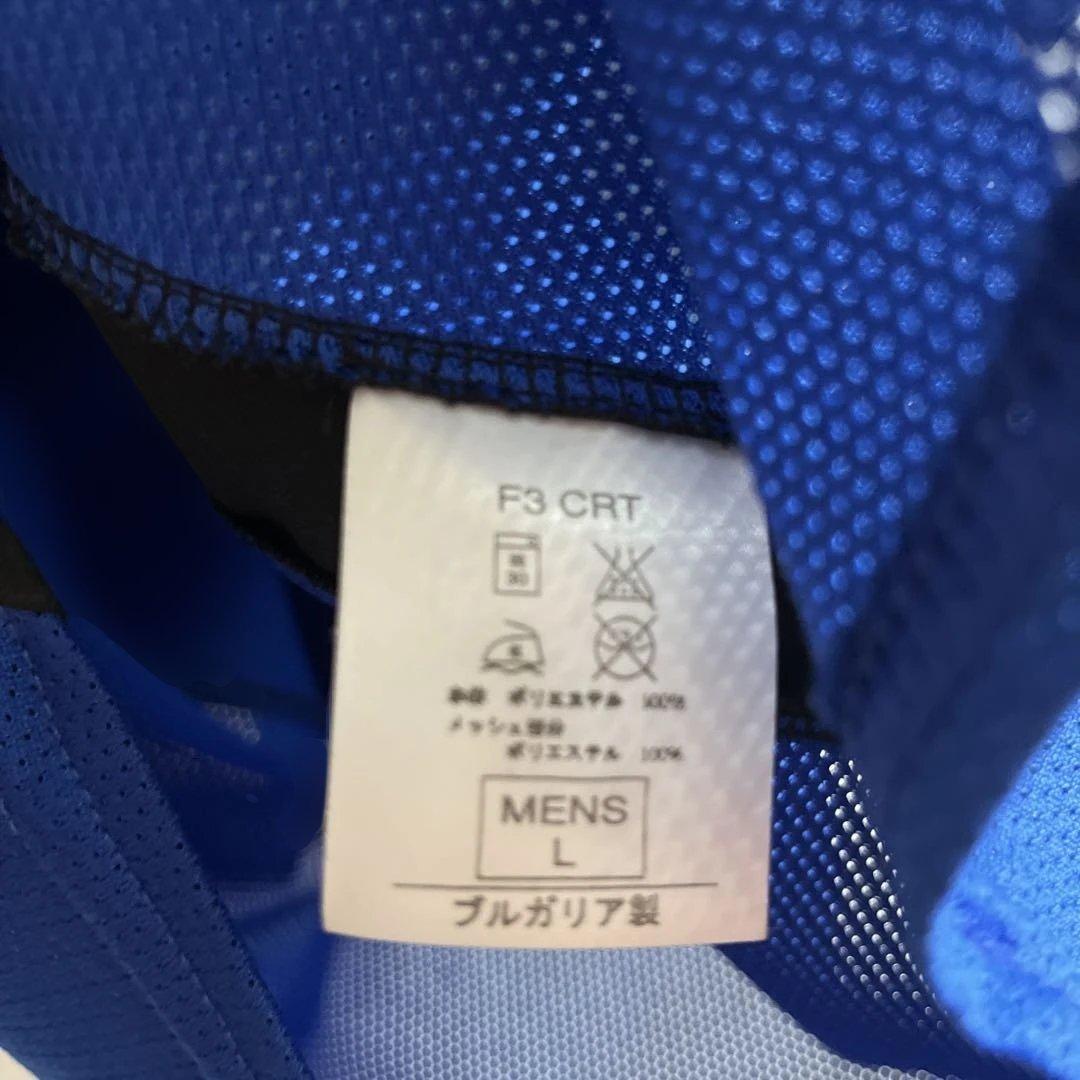 F3 CRT
30
本体 ポリエステル 100%
メッシュ部分
ポリエステル 100%
MENS
L
ブルガリア製